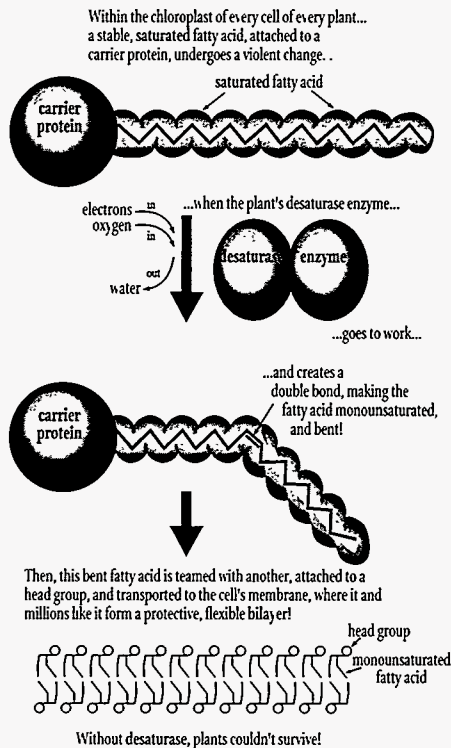 Within the chloroplast of every cell of every plant...
a stable, saturated fatty acid, attached to a
carrier protein, undergoes a violent change. .
saturated fatty acid
carrier
protein
...when the plant's desaturase enzyme...
electrons
oxygen
in
in
out
water
desaturase enzyme
...goes to work...
...and creates a
double bond, making the
fatty acid monounsaturated,
and bent!
carrier
protein
Then, this bent fatty acid is teamed with another, attached to a
head group, and transported to the cell's membrane, where it and
millions like it form a protective, flexible bilayer!
head group
monounsaturated
fatty acid
Without desaturase, plants couldn't survive!